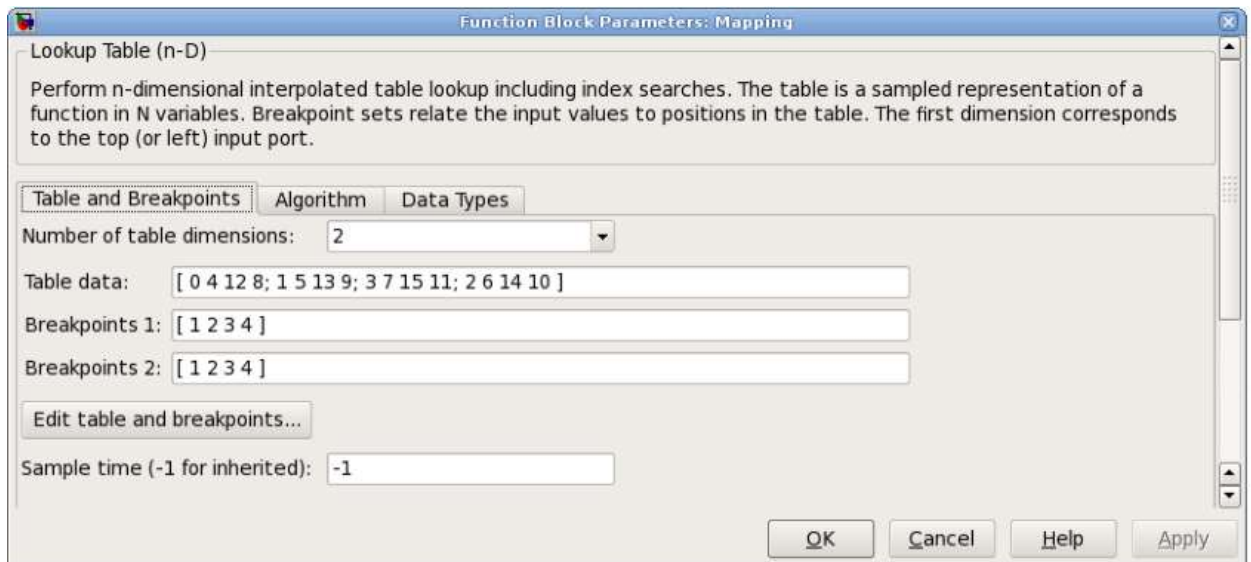 Function Block Parameters: Mapping
Lookup Table (n-D)
Perform n-dimensional interpolated table lookup including index searches. The table is a sampled representation of a
function in N variables. Breakpoint sets relate the input values to positions in the table. The first dimension corresponds
to the top (or left) input port.
Table and Breakpoints Algorithm Data Types
Number of table dimensions: 2
Table data: [ 0 4 12 8; 1 5 13 9; 3 7 15 11; 2 6 14 10 ]
Breakpoints 1: [ 1 2 3 4 ]
Breakpoints 2: [ 1 2 3 4 ]
Edit table and breakpoints...
Sample time (-1 for inherited): -1
OK Cancel Help Apply